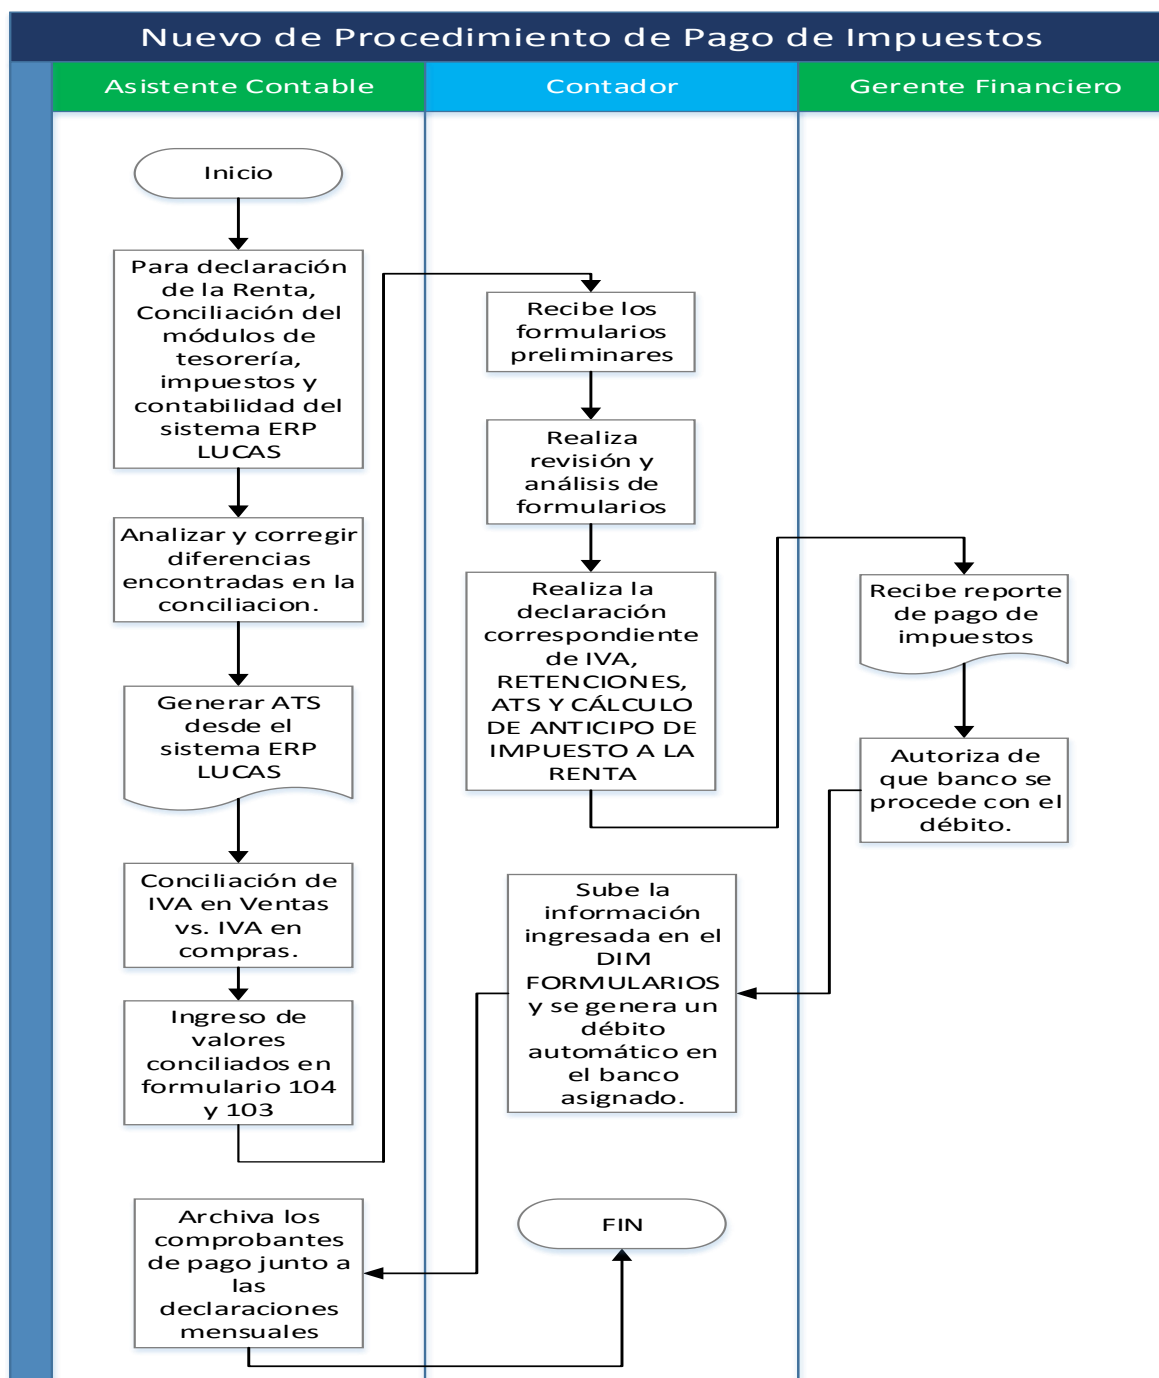 Nuevo de Procedimiento de Pago de Impuestos
Asistente Contable
Contador
Gerente Financiero
Inicio
Para declaración
de la Renta,
Conciliación del
módulos de
tesorería,
impuestos y
contabilidad del
sistema ERP
LUCAS
Analizar y corregir
diferencias
encontradas en la
conciliacion.
Generar ATS
desde el
sistema ERP
LUCAS
Conciliación de
IVA en Ventas
vs. IVA en
compras.
Ingreso de
valores
conciliados en
formulario 104
y 103
Recibe los
formularios
preliminares
Realiza
revisión y
análisis de
formularios
Realiza la
declaración
correspondiente
de IVA,
RETENCIONES,
ATS Y CÁLCULO
DE ANTICIPO DE
IMPUESTO A LA
RENTA
Recibe reporte
de pago de
impuestos
Autoriza de
que banco se
procede con el
débito.
Sube la
información
ingresada en el
DIM
FORMULARIOS
y se genera un
débito
automático en
el banco
asignado.
Archiva los
comprobantes
de pago junto a
las
declaraciones
mensuales
FIN